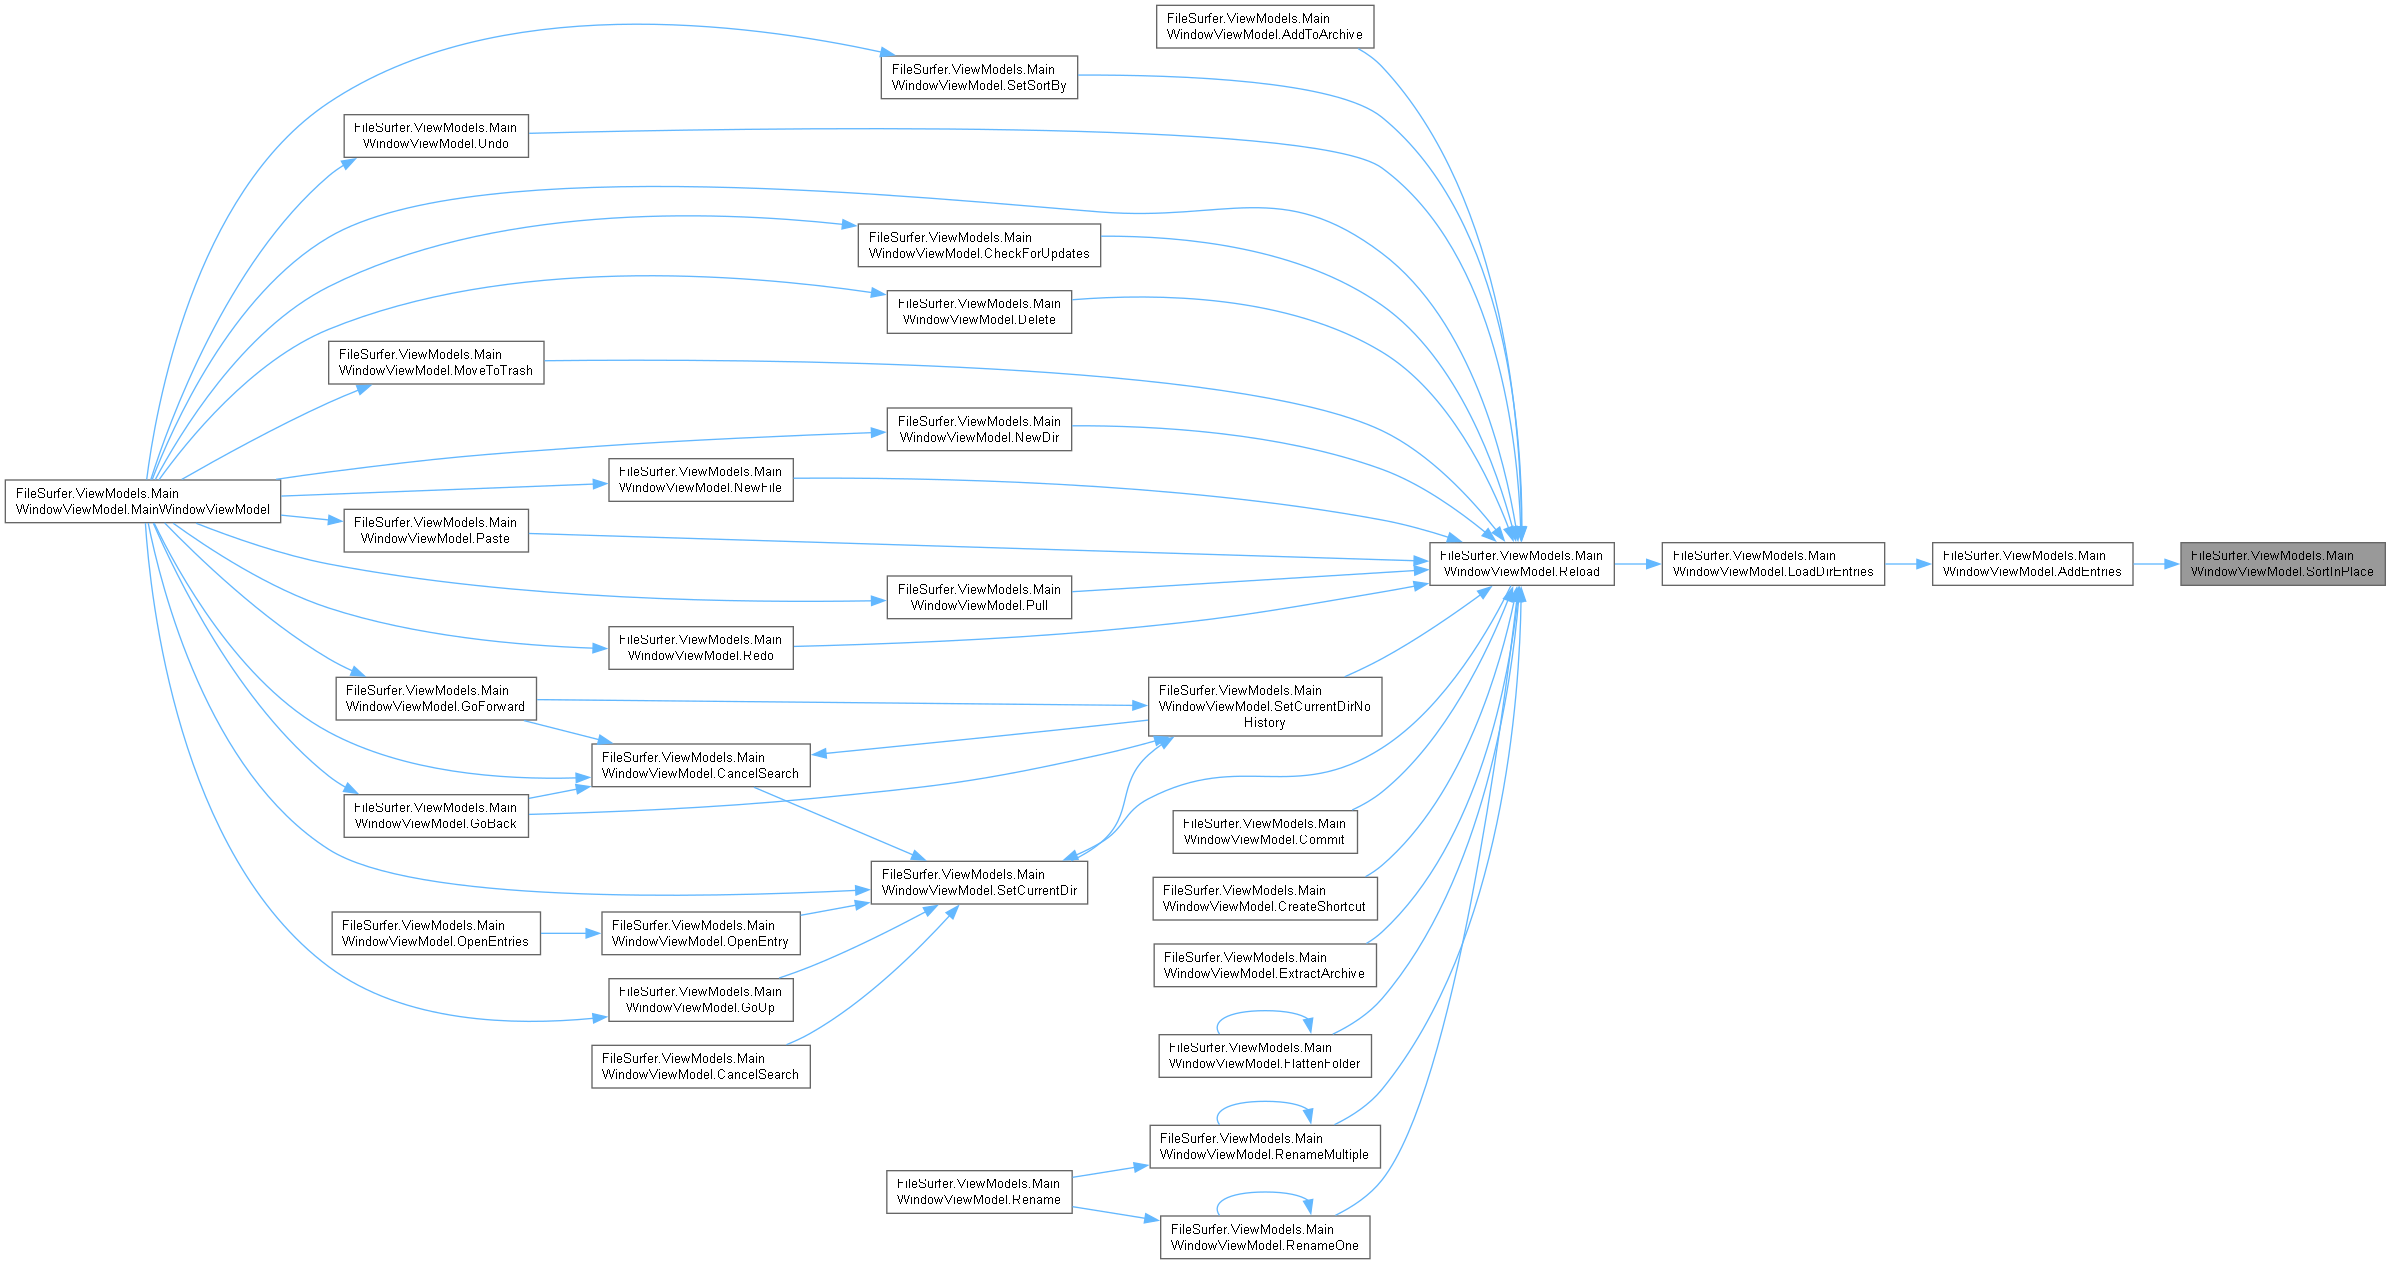 FileSurfer.ViewModels.Main
WindowViewModel.AddToArchive
FileSurfer.ViewModels.Main
WindowViewModel.SetSortBy
FileSurfer.ViewModels.Main
WindowViewModel.Undo
FileSurfer.ViewModels.Main
WindowViewModel.CheckForUpdates
FileSurfer.ViewModels.Main
WindowViewModel.Delete
FileSurfer.ViewModels.Main
WindowViewModel.MoveToTrash
FileSurfer.ViewModels.Main
WindowViewModel.NewDir
FileSurfer.ViewModels.Main
WindowViewModel.NewFile
FileSurfer.ViewModels.Main
WindowViewModel.MainWindowViewModel
FileSurfer.ViewModels.Main
WindowViewModel.Paste
FileSurfer.ViewModels.Main
WindowViewModel.Reload
FileSurfer.ViewModels.Main
WindowViewModel.LoadDirEntries
FileSurfer.ViewModels.Main
WindowViewModel.AddEntries
FileSurfer.ViewModels.Main
WindowViewModel.SortInPlace
FileSurfer.ViewModels.Main
WindowViewModel.Pull
FileSurfer.ViewModels.Main
WindowViewModel.Redo
FileSurfer.ViewModels.Main
WindowViewModel.GoForward
FileSurfer.ViewModels.Main
WindowViewModel.SetCurrentDirNo
History
FileSurfer.ViewModels.Main
WindowViewModel.CancelSearch
FileSurfer.ViewModels.Main
WindowViewModel.GoBack
FileSurfer.ViewModels.Main
WindowViewModel.Commit
FileSurfer.ViewModels.Main
WindowViewModel.SetCurrentDir
FileSurfer.ViewModels.Main
WindowViewModel.CreateShortcut
FileSurfer.ViewModels.Main
WindowViewModel.OpenEntries
FileSurfer.ViewModels.Main
WindowViewModel.OpenEntry
FileSurfer.ViewModels.Main
WindowViewModel.ExtractArchive
FileSurfer.ViewModels.Main
WindowViewModel.GoUp
FileSurfer.ViewModels.Main
WindowViewModel.FlattenFolder
FileSurfer.ViewModels.Main
WindowViewModel.CancelSearch
FileSurfer.ViewModels.Main
WindowViewModel.RenameMultiple
FileSurfer.ViewModels.Main
WindowViewModel.Rename
FileSurfer.ViewModels.Main
WindowViewModel.RenameOne